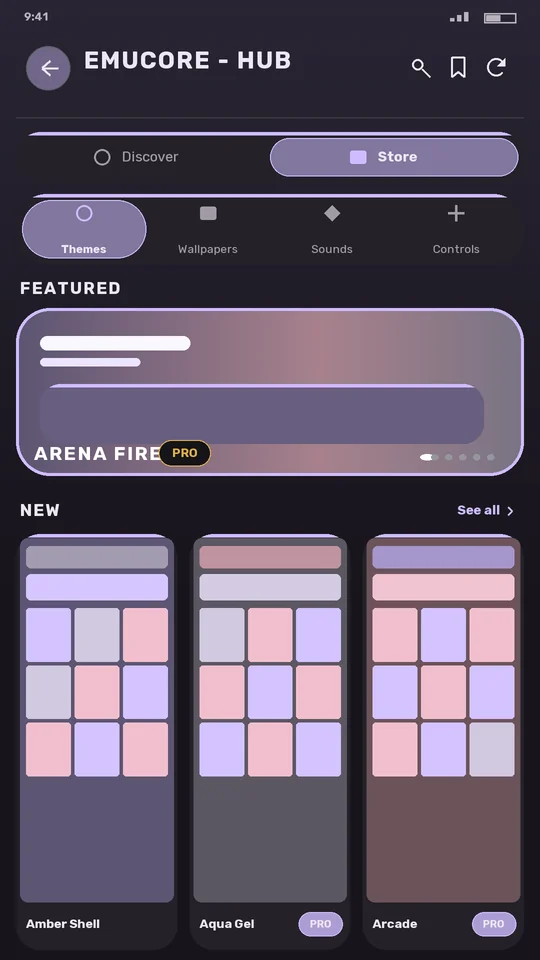 9:41
EMUCORE - HUB
Discover
Store
Themes
Wallpapers
Sounds
Controls
FEATURED
ARENA FIRE
PRO
NEW
See all
Amber Shell
Aqua Gel
PRO
Arcade
PRO